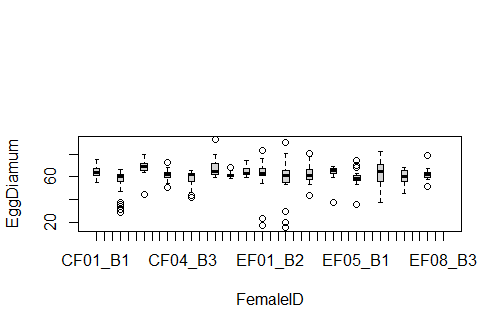 EggDiamum
60
20
CF01_B1 CF04_B3 EF01_B2 EF05_B1 EF08_B3
FemaleID